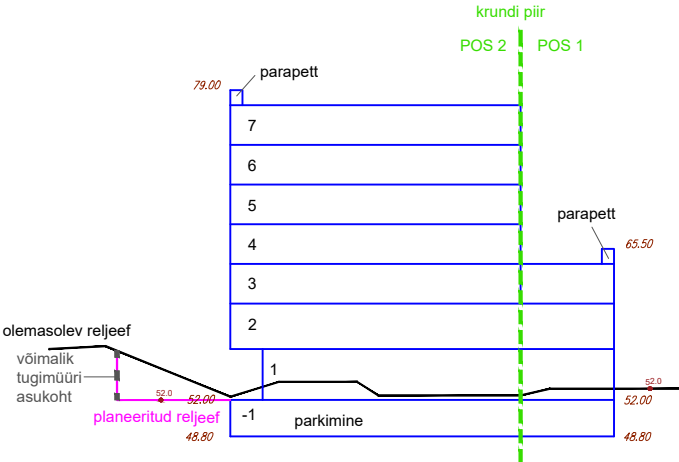 krundi piir
POS 2
POS 1
79.00
parapett
7
6
5
4
3
2
1
-1
parapett
65.50
olemasolev reljeef
võimalik
tugimüüri
asukoht
52.0
52.00
planeeritud reljeef
48.80
parkimine
52.0
52.00
48.80